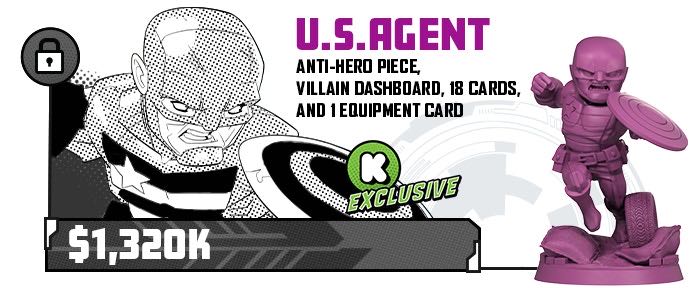 U.S.AGENT
ANTI-HERO PIECE,
VILLAIN DASHBOARD, 18 CARDS,
AND 1 EQUIPMENT CARD
K
EXCLUSIVE
$1,320K